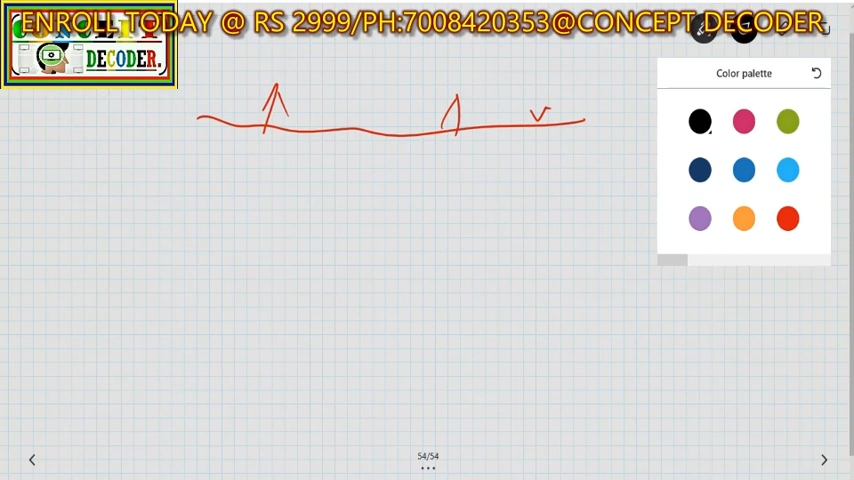 ENROLL TODAY @ RS 2999/PH:7008420353@CONCEPT DECODER
DECODER.
Color palette
v
54/54